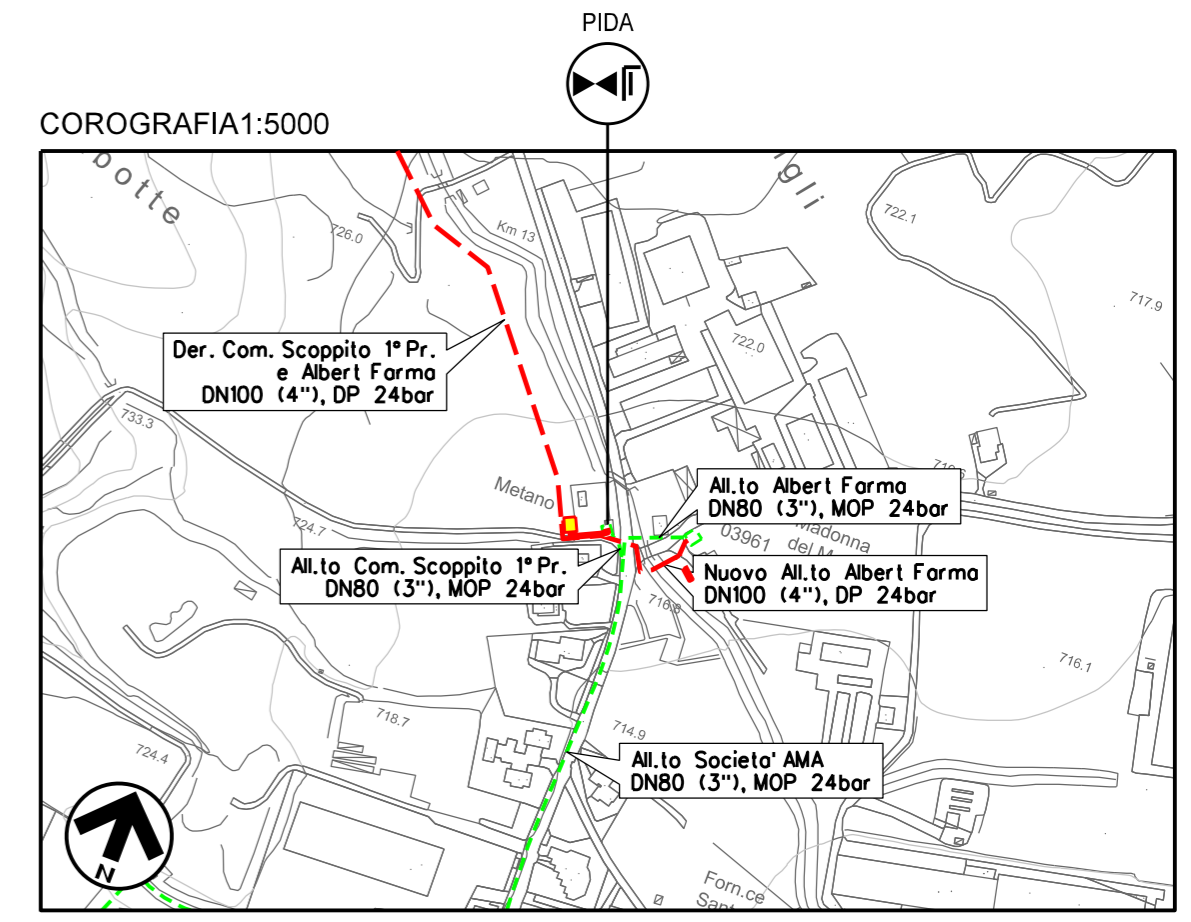 PIDA
COROGRAFIA1:5000
botte
igli
Km 13
726.0
722.1
717.9
722.0
Der. Com. Scoppito 1° Pr.
e Albert Farma
DN100 (4"), DP 24bar
733.3
Metano
724.7
All.to Albert Farma
DN80 (3"), MOP 24bar
03961
Madonna
del M
All.to Com. Scoppito 1° Pr.
DN80 (3"), MOP 24bar
Nuovo All.to Albert Farma
DN100 (4"), DP 24bar
716.8
716.1
718.7
714.9
724.4
All.to Societa' AMA
DN80 (3"), MOP 24bar
N
Forn.ce
San